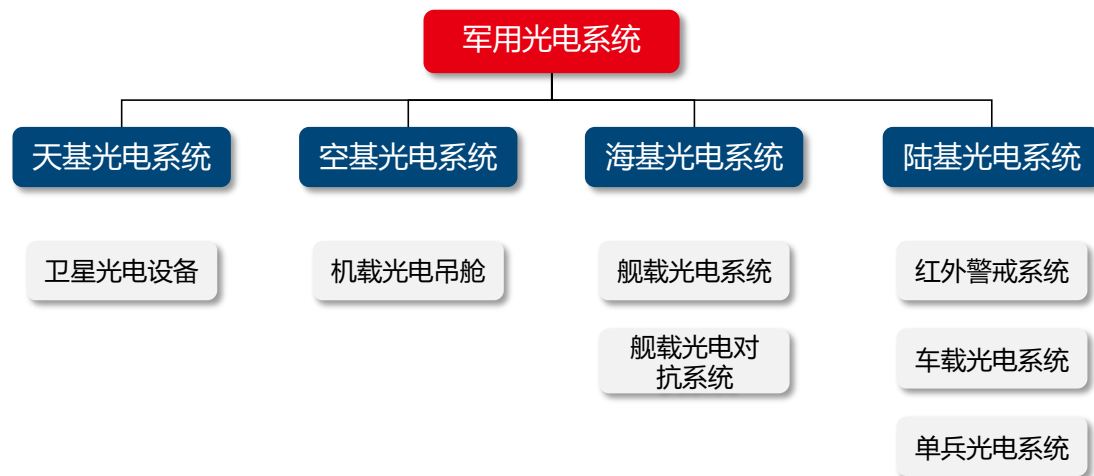 军用光电系统
天基光电系统
空基光电系统
海基光电系统
陆基光电系统
卫星光电设备
机载光电吊舱
舰载光电系统
红外警戒系统
舰载光电对
抗系统
车载光电系统
单兵光电系统